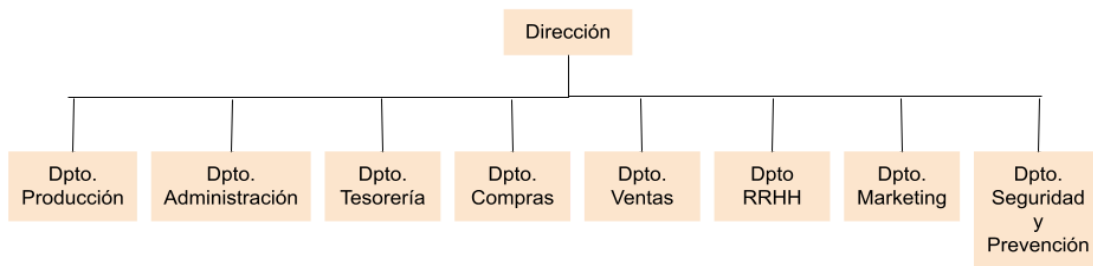 Dirección
Dpto.
Producción
Dpto.
Administración
Dpto.
Tesorería
Dpto.
Compras
Dpto.
Ventas
Dpto
RRHH
Dpto.
Marketing
Dpto.
Seguridad
y
Prevención